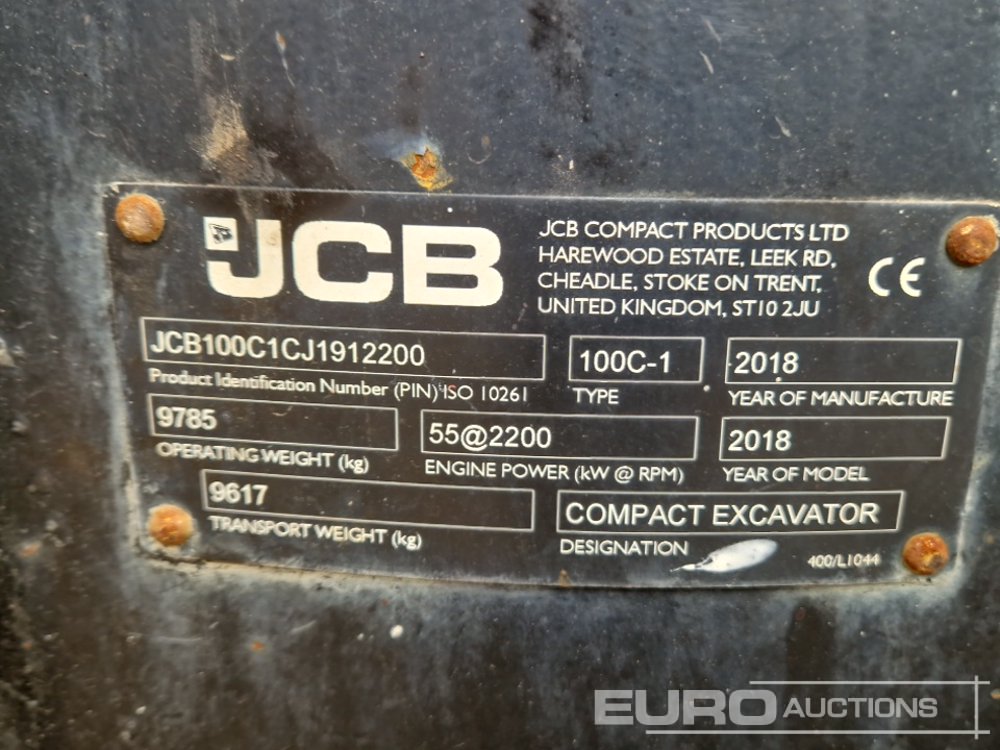 JCB
JCB COMPACT PRODUCTS LTD
HAREWOOD ESTATE, LEEK RD,
CHEADLE, STOKE ON TRENT,
UNITED KINGDOM, ST10 2JU
CE
JCB100C1CJ1912200
Product Identification Number (PIN) ISO 10261
100C-1
TYPE
2018
YEAR OF MANUFACTURE
9785
OPERATING WEIGHT (kg)
55@2200
ENGINE POWER (kW @ RPM)
2018
YEAR OF MODEL
9617
TRANSPORT WEIGHT (kg)
COMPACT EXCAVATOR
DESIGNATION
400/L1044
EURO AUCTIONS